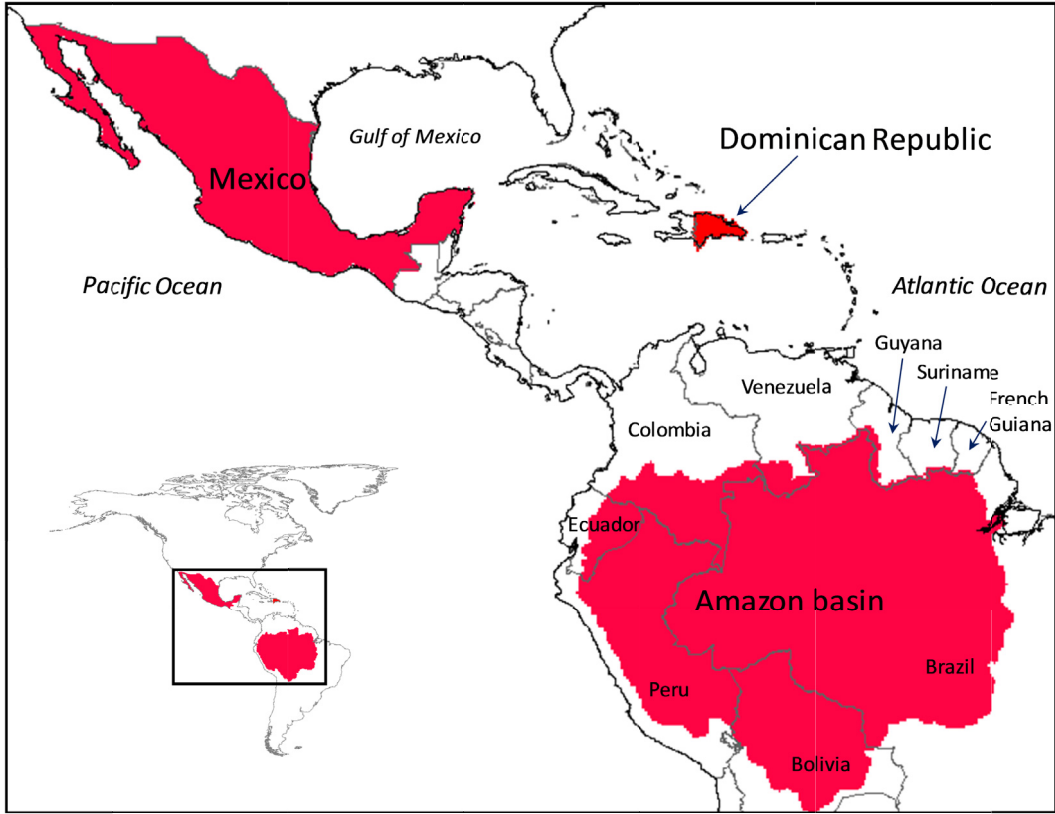 Gulf of Mexico
Dominican Republic
Mexico
Pacific Ocean
Atlantic Ocean
Guyana
Suriname
French
Guiana
Venezuela
Colombia
Ecuador
Amazon basin
Brazil
Peru
Bolivia